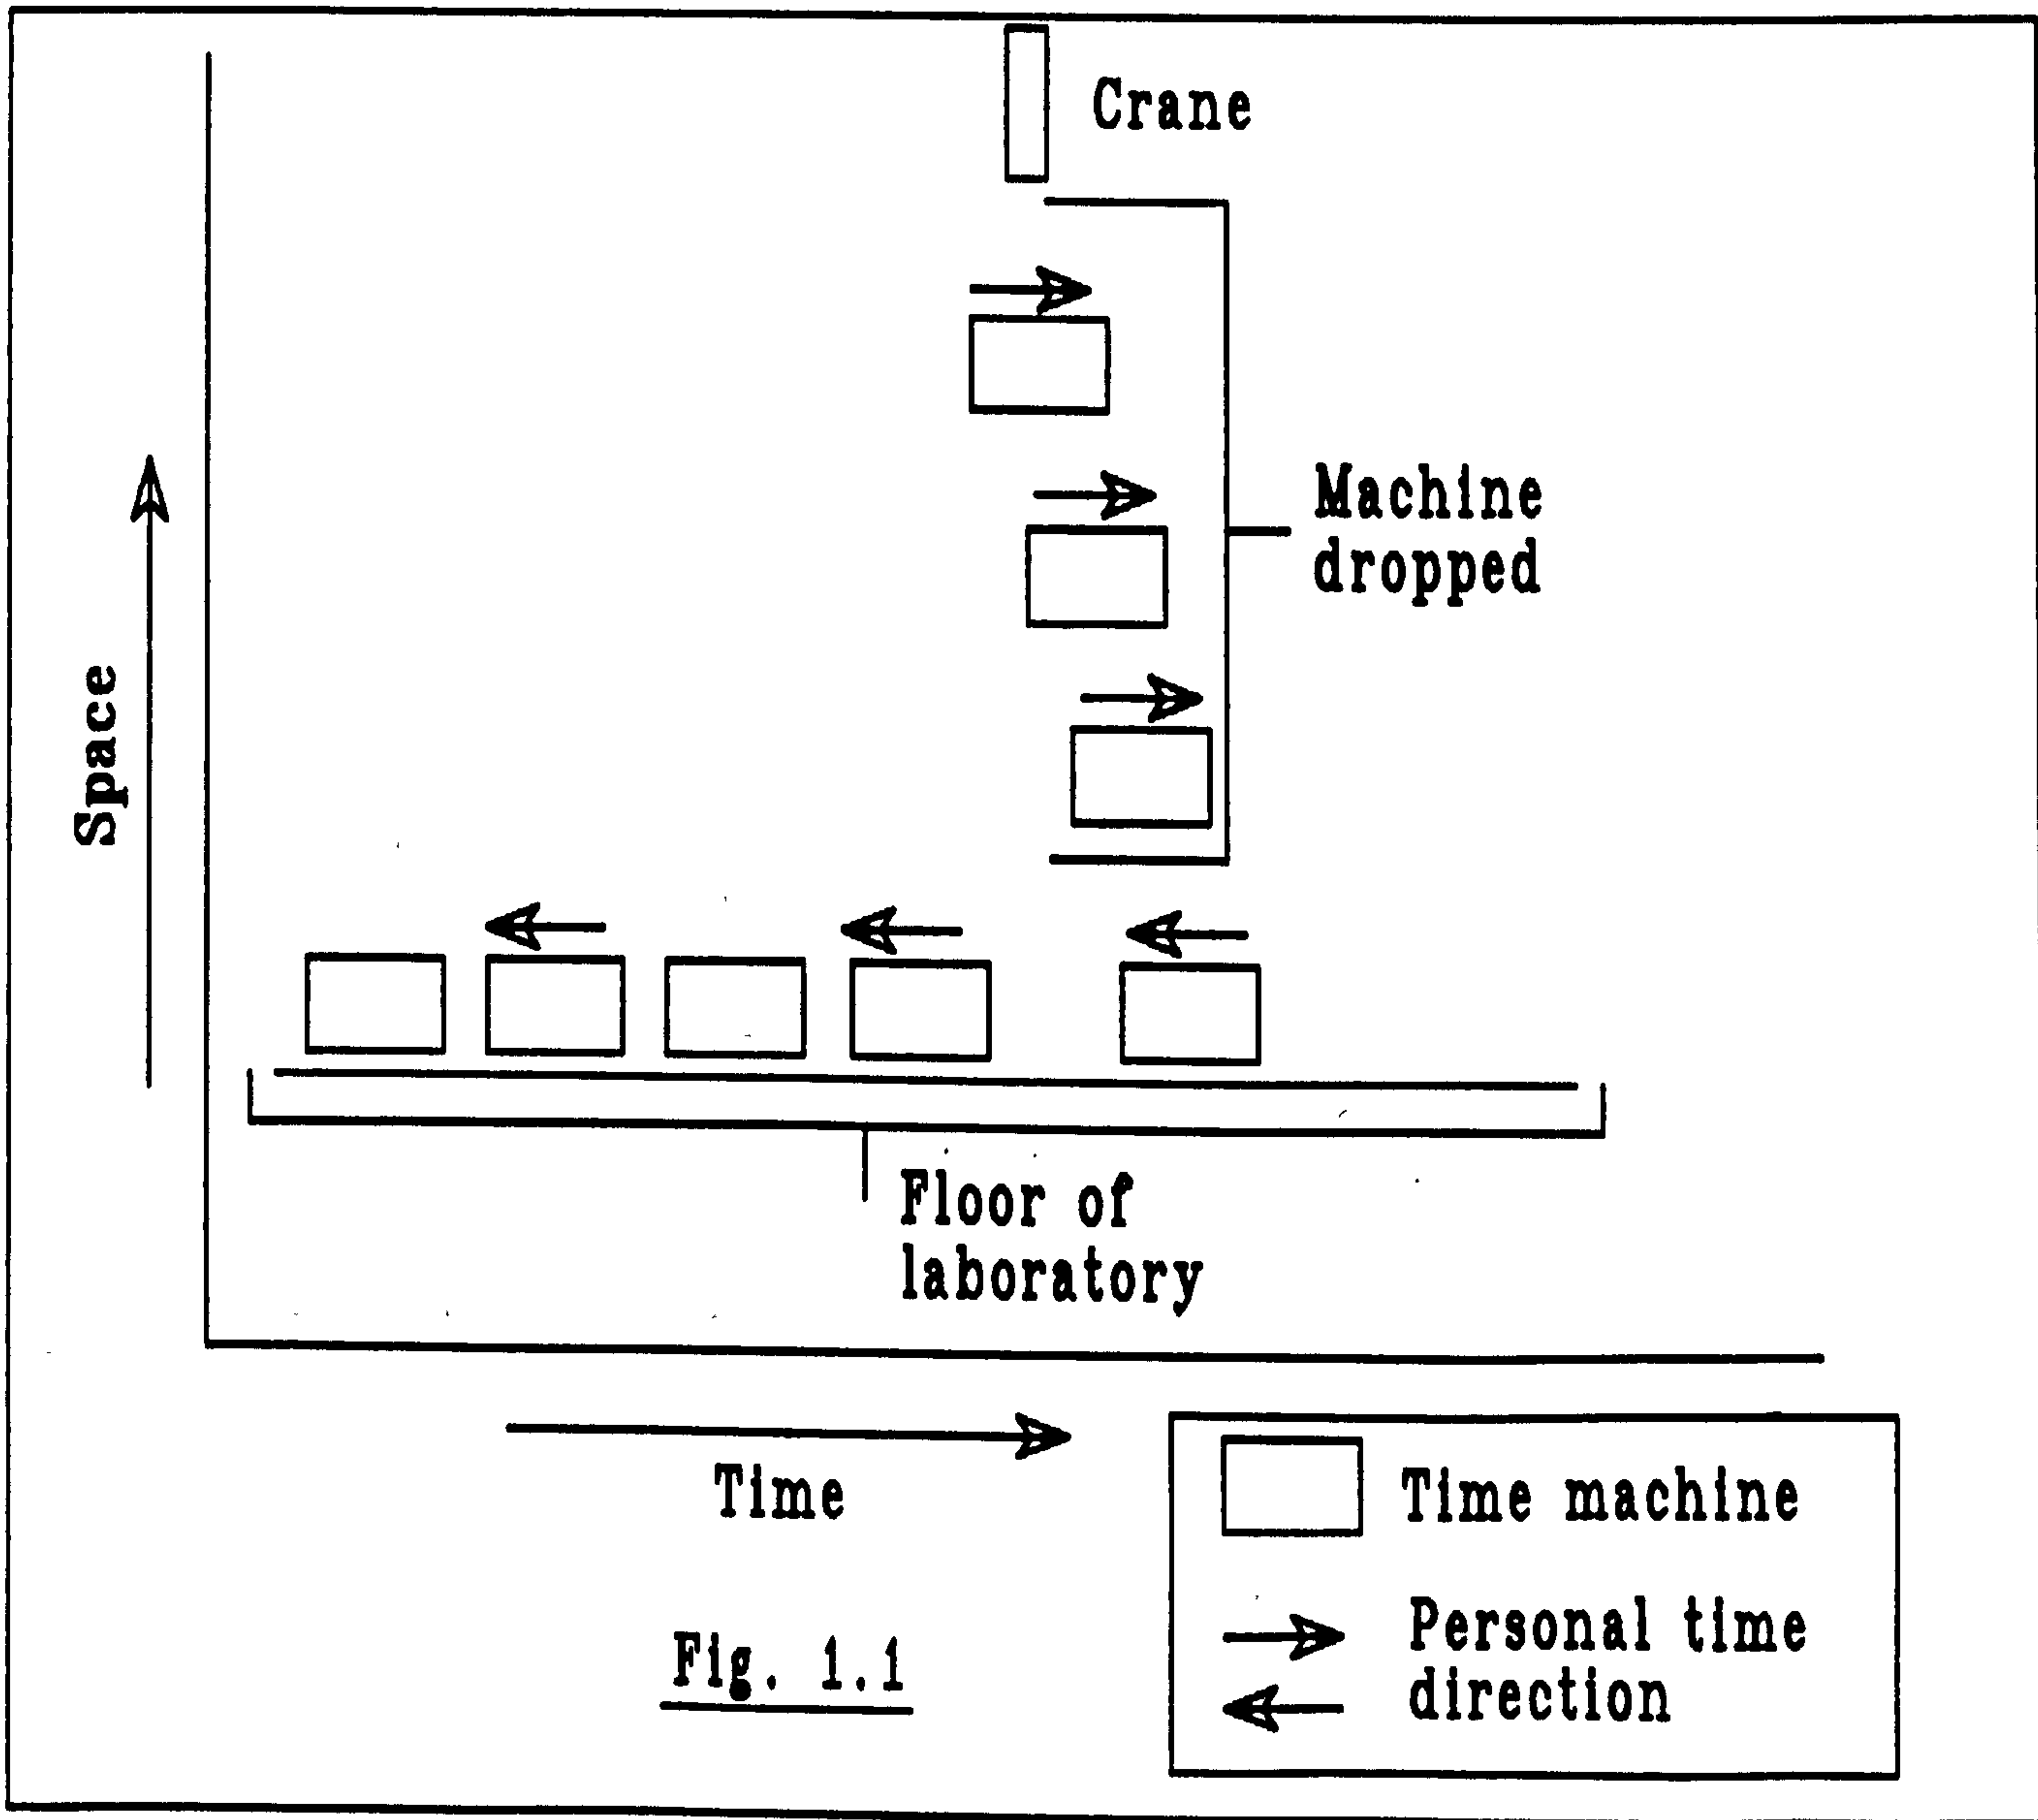 Crane
Machine
dropped
Space
Floor of
laboratory
Time
Time machine
Personal time
direction
Fig. 1.1